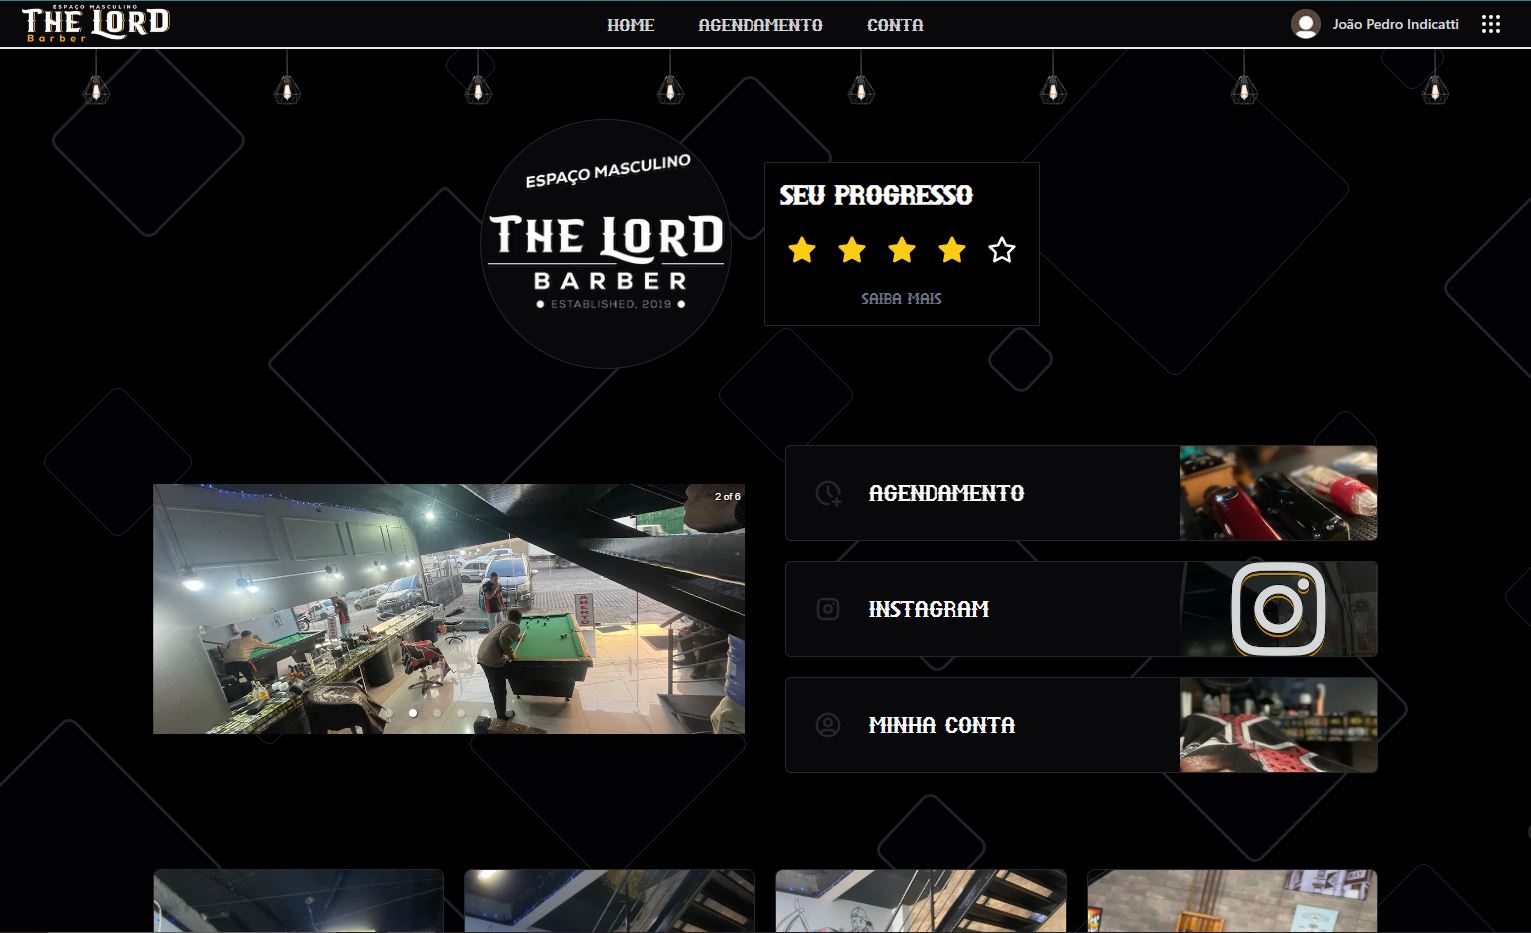 ESPAÇO MASCULINO
THE LORD
Barber
HOME
AGENDAMENTO
CONTA
João Pedro Indicatti
ESPAÇO MASCULINO
THE LORD
BARBER
ESTABLISHED, 2019
SEU PROGRESSO
SAIBA MAIS
2 of 6
ABERTO
AGENDAMENTO
INSTAGRAM
MINHA CONTA